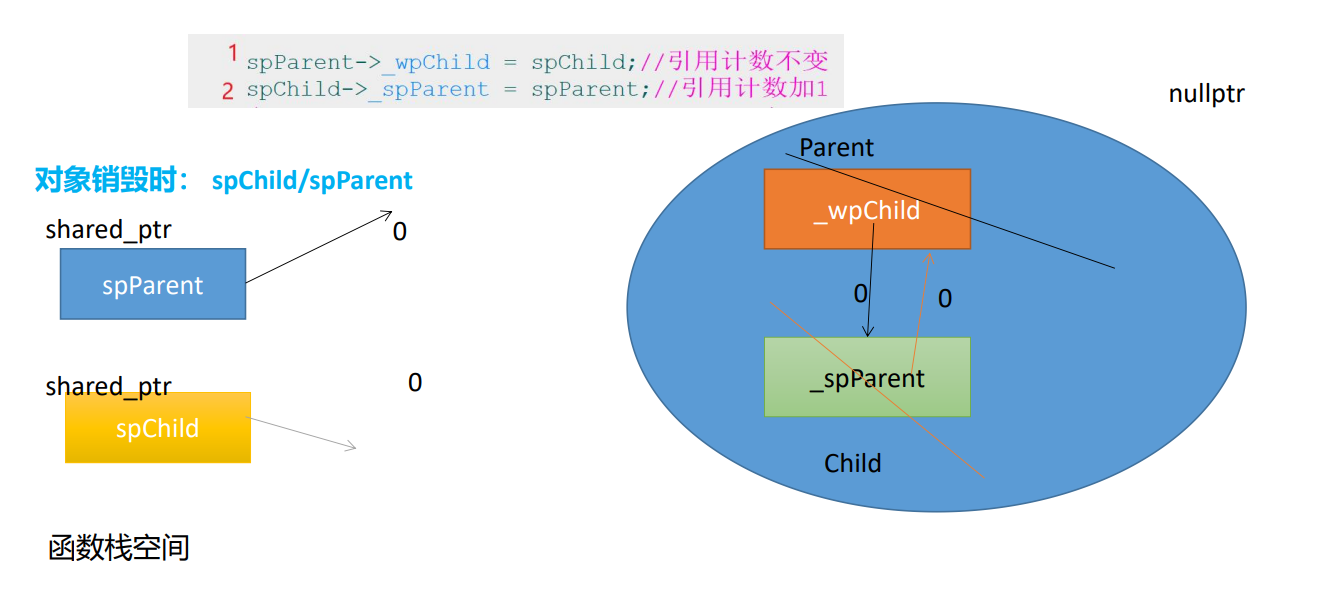 1 spParent->_wpChild = spChild;//引用计数不变
2 spChild->_spParent = spParent;//引用计数加1
nullptr
对象销毁时： spChild/spParent
shared_ptr
0
spParent
shared_ptr
0
spChild
函数栈空间
Parent
_wpChild
0
0
_spParent
Child